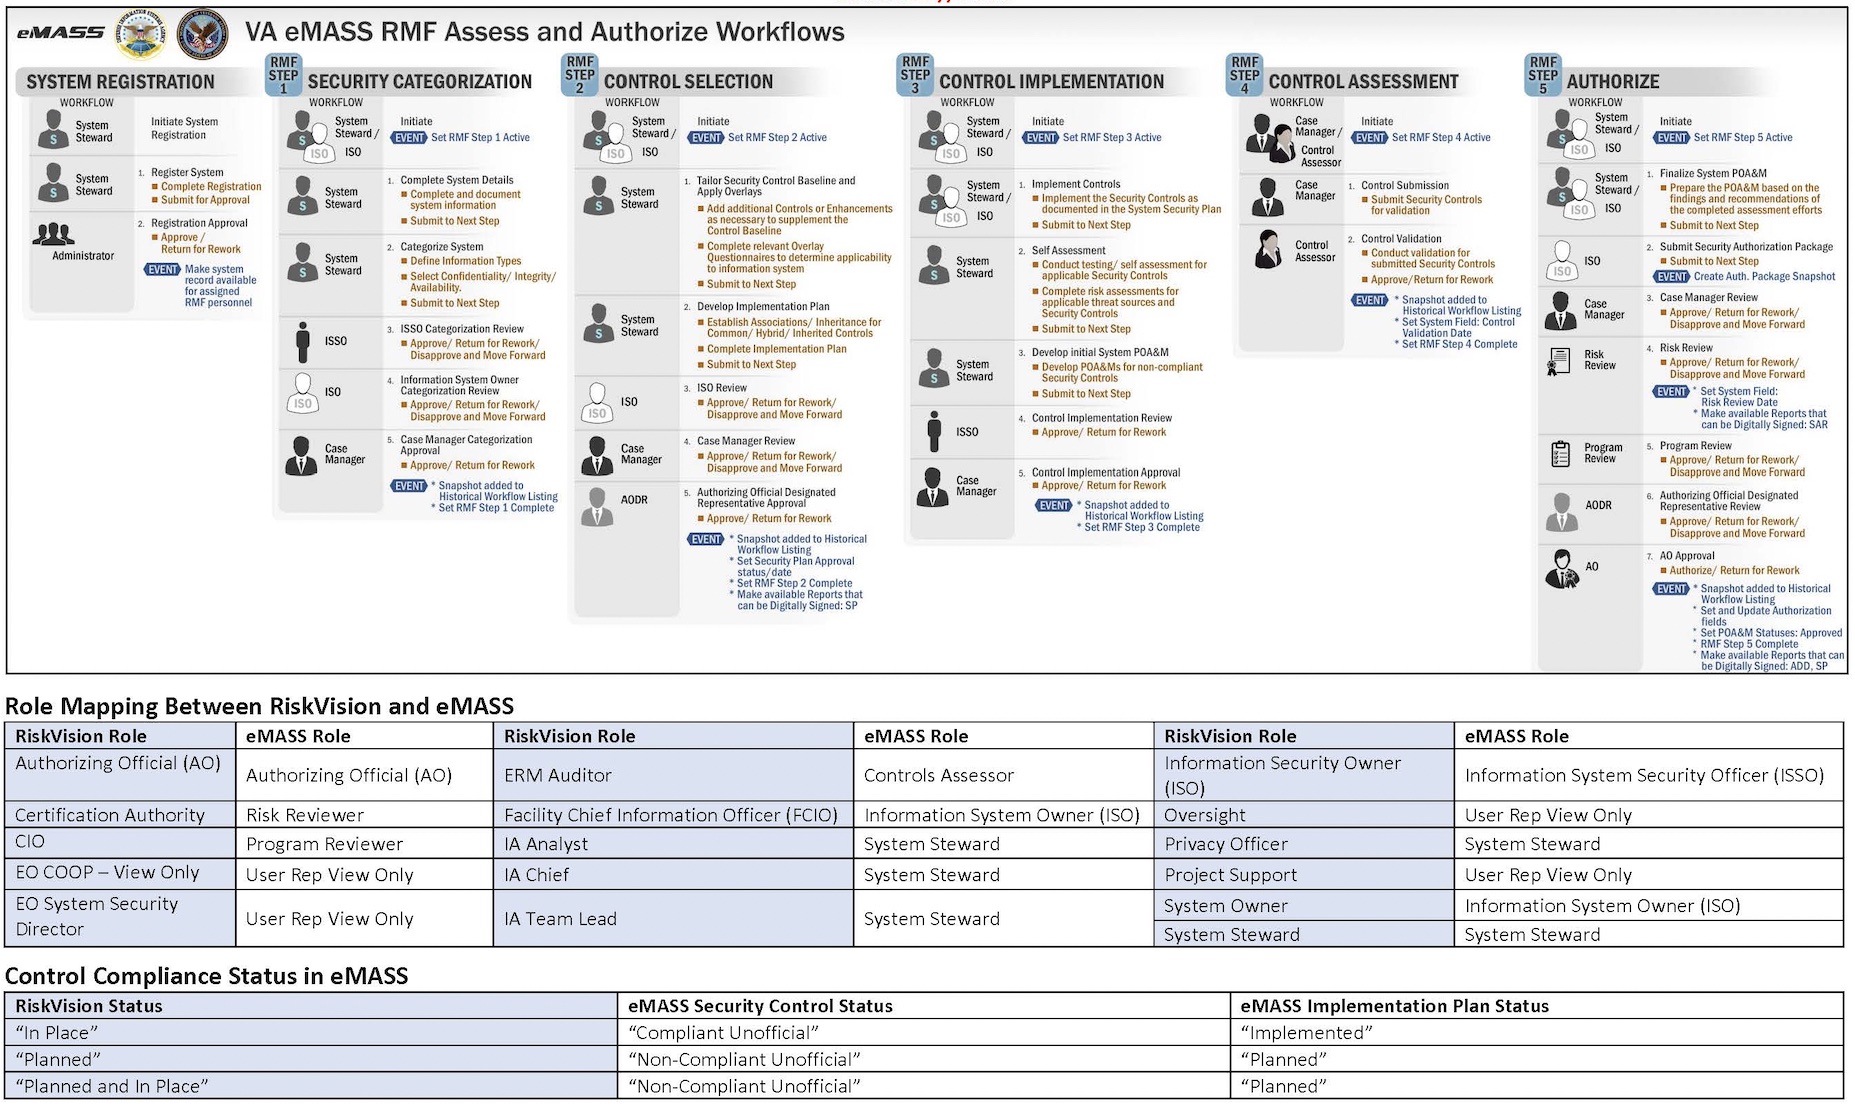 eMASS
VA eMASS RMF Assess and Authorize Workflows
SYSTEM REGISTRATION
WORKFLOW
S
System
Steward
Initiate System
Registration
S
System
Steward
1. Register System
Complete Registration
Submit for Approval
Administrator
2. Registration Approval
Approve /
Return for Rework
EVENT Make system
record available
for assigned
RMF personnel
RMF
STEP
1
SECURITY CATEGORIZATION
WORKFLOW
S ISO
System
Steward /
ISO
Initiate
EVENT Set RMF Step 1 Active
S
System
Steward
1. Complete System Details
Complete and document
system information
Submit to Next Step
S
System
Steward
2. Categorize System
Define Information Types
Select Confidentiality/ Integrity/
Availability.
Submit to Next Step
ISSO
3. ISSO Categorization Review
Approve/ Return for Rework/
Disapprove and Move Forward
ISO
ISO
4. Information System Owner
Categorization Review
Approve/ Return for Rework/
Disapprove and Move Forward
Case
Manager
5. Case Manager Categorization
Approval
Approve/ Return for Rework
EVENT * Snapshot added to
Historical Workflow Listing
* Set RMF Step 1 Complete
RMF
STEP
2
CONTROL SELECTION
WORKFLOW
S ISO
System
Steward /
ISO
Initiate
EVENT Set RMF Step 2 Active
S
System
Steward
1. Tailor Security Control Baseline and
Apply Overlays
Add additional Controls or Enhancements
as necessary to supplement the
Control Baseline
Complete relevant Overlay
Questionnaires to determine applicability
to information system
Submit to Next Step
S
System
Steward
2. Develop Implementation Plan
Establish Associations/ Inheritance for
Common/ Hybrid/ Inherited Controls
Complete Implementation Plan
Submit to Next Step
ISO
ISO
3. ISO Review
Approve/ Return for Rework/
Disapprove and Move Forward
Case
Manager
4. Case Manager Review
Approve/ Return for Rework/
Disapprove and Move Forward
AODR
5. Authorizing Official Designated
Representative Approval
Approve/ Return for Rework
EVENT * Snapshot added to Historical
Workflow Listing
* Set Security Plan Approval
status/date
* Set RMF Step 2 Complete
* Make available Reports that
can be Digitally Signed: SP
RMF
STEP
3
CONTROL IMPLEMENTATION
WORKFLOW
S ISO
System
Steward /
ISO
Initiate
EVENT Set RMF Step 3 Active
S ISO
System
Steward /
ISO
1. Implement Controls
Implement the Security Controls as
documented in the System Security Plan
Submit to Next Step
S
System
Steward
2. Self Assessment
Conduct testing/ self assessment for
applicable Security Controls
Complete risk assessments for
applicable threat sources and
Security Controls
Submit to Next Step
S
System
Steward
3. Develop initial System POA&M
Develop POA&Ms for non-compliant
Security Controls
Submit to Next Step
ISSO
4. Control Implementation Review
Approve/ Return for Rework
Case
Manager
5. Control Implementation Approval
Approve/ Return for Rework
EVENT * Snapshot added to
Historical Workflow Listing
* Set RMF Step 3 Complete
RMF
STEP
4
CONTROL ASSESSMENT
WORKFLOW
Case
Manager /
Control
Assessor
Initiate
EVENT Set RMF Step 4 Active
Case
Manager
1. Control Submission
Submit Security Controls
for validation
Control
Assessor
2. Control Validation
Conduct validation for
submitted Security Controls
Approve/Return for Rework
EVENT * Snapshot added to
Historical Workflow Listing
* Set System Field: Control
Validation Date
* Set RMF Step 4 Complete
RMF
STEP
5
AUTHORIZE
WORKFLOW
S ISO
System
Steward /
ISO
Initiate
EVENT Set RMF Step 5 Active
S ISO
System
Steward /
ISO
1. Finalize System POA&M
Prepare the POA&M based on the
findings and recommendations of
the completed assessment efforts
Submit to Next Step
ISO
ISO
2. Submit Security Authorization Package
Submit to Next Step
EVENT Create Auth. Package Snapshot
Case
Manager
3. Case Manager Review
Approve/ Return for Rework/
Disapprove and Move Forward
Risk
Review
4. Risk Review
Approve/ Return for Rework/
Disapprove and Move Forward
EVENT * Set System Field:
Risk Review Date
* Make available Reports that
can be Digitally Signed: SAR
Program
Review
5. Program Review
Approve/ Return for Rework/
Disapprove and Move Forward
AODR
6. Authorizing Official Designated
Representative Review
Approve/ Return for Rework/
Disapprove and Move Forward
AO
7. AO Approval
Authorize/ Return for Rework
EVENT * Snapshot added to Historical
Workflow Listing
* Set and Update Authorization
fields
* Set POA&M Statuses: Approved
* RMF Step 5 Complete
* Make available Reports that can
be Digitally Signed: ADD, SP
Role Mapping Between RiskVision and eMASS
RiskVision Role eMASS Role RiskVision Role eMASS Role RiskVision Role eMASS Role
Authorizing Official (AO) Authorizing Official (AO) ERM Auditor Controls Assessor Information Security Owner
(ISO) Information System Security Officer (ISSO)
Certification Authority Risk Reviewer Facility Chief Information Officer (FCIO) Information System Owner (ISO) Oversight User Rep View Only
CIO Program Reviewer IA Analyst System Steward Privacy Officer System Steward
EO COOP – View Only User Rep View Only IA Chief System Steward Project Support User Rep View Only
EO System Security
Director User Rep View Only IA Team Lead System Steward System Owner Information System Owner (ISO)
System Steward System Steward
Control Compliance Status in eMASS
RiskVision Status eMASS Security Control Status eMASS Implementation Plan Status
“In Place” “Compliant Unofficial” “Implemented”
“Planned” “Non-Compliant Unofficial” “Planned”
“Planned and In Place” “Non-Compliant Unofficial” “Planned”